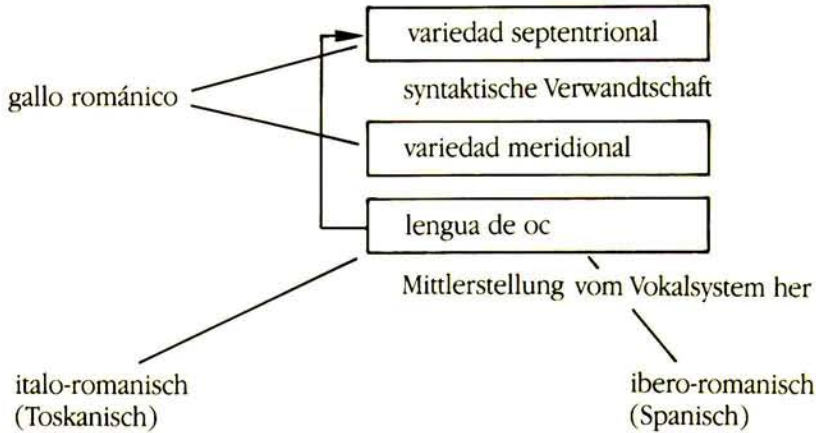 variedad septentrional
gallo románico
syntaktische Verwandtschaft
variedad meridional
lengua de oc
Mittlerstellung vom Vokalsystem her
italo-romanisch
(Toskanisch)
ibero-romanisch
(Spanisch)